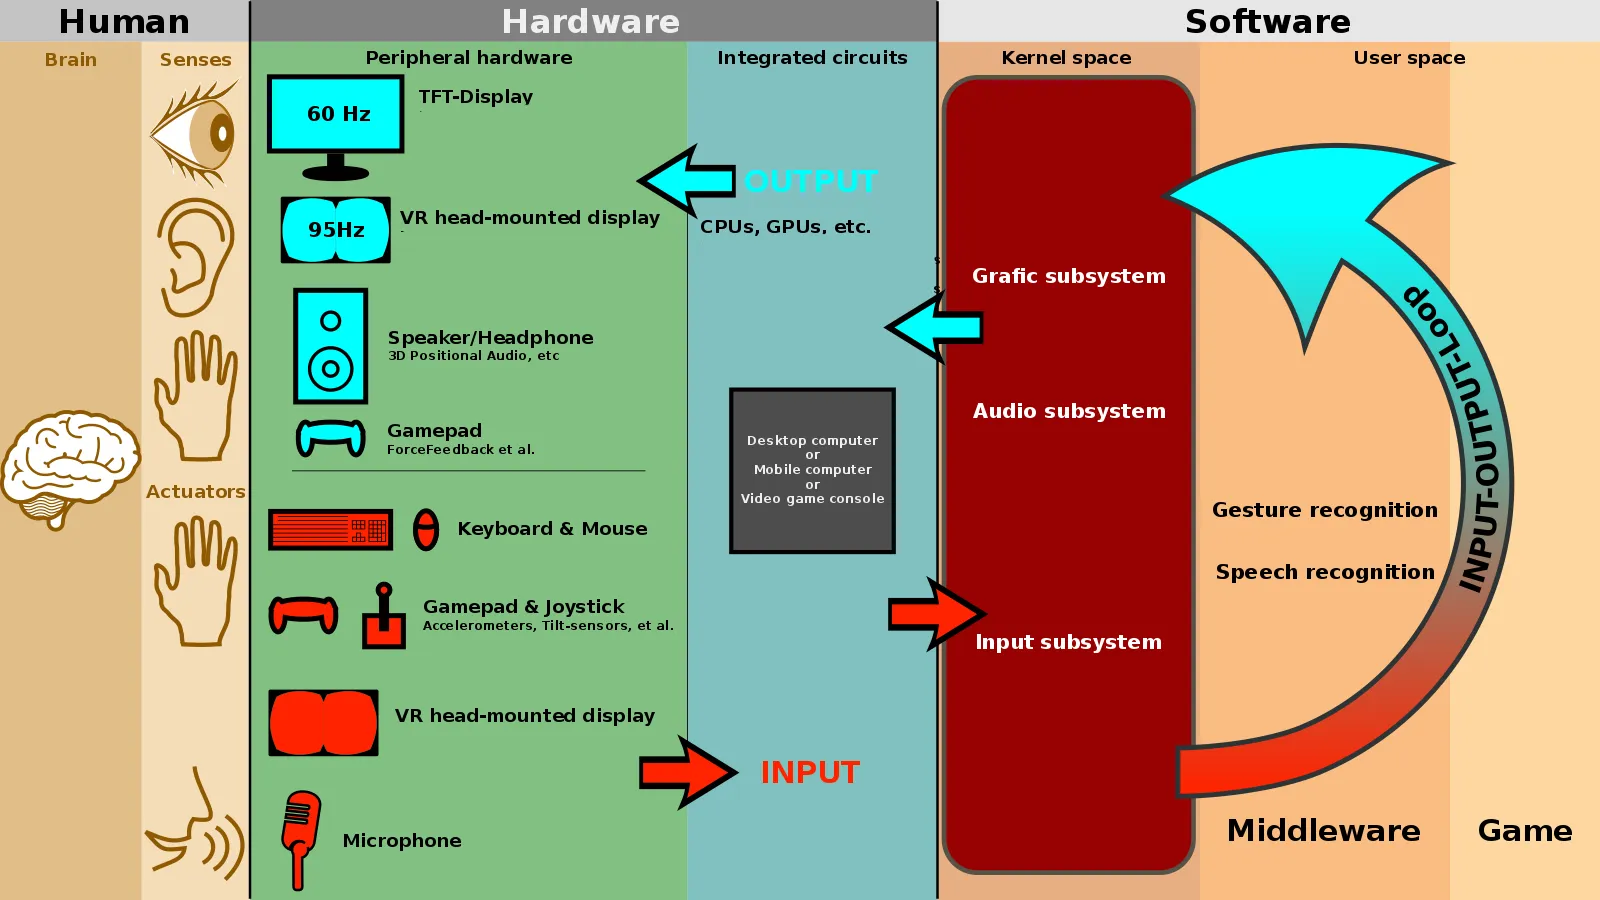 Human
Hardware
Software
Brain
Senses
Peripheral hardware
Integrated circuits
Kernel space
User space
60 Hz
TFT-Display
OUTPUT
95Hz
VR head-mounted display
CPUs, GPUs, etc.
s
s
Grafic subsystem
Speaker/Headphone
3D Positional Audio, etc
Audio subsystem
Gamepad
ForceFeedback et al.
Desktop computer
or
Mobile computer
or
Video game console
Actuators
Keyboard & Mouse
Gesture recognition
Speech recognition
INPUT-OUTPUT-Loop
Gamepad & Joystick
Accelerometers, Tilt-sensors, et al.
Input subsystem
VR head-mounted display
INPUT
Microphone
Middleware
Game